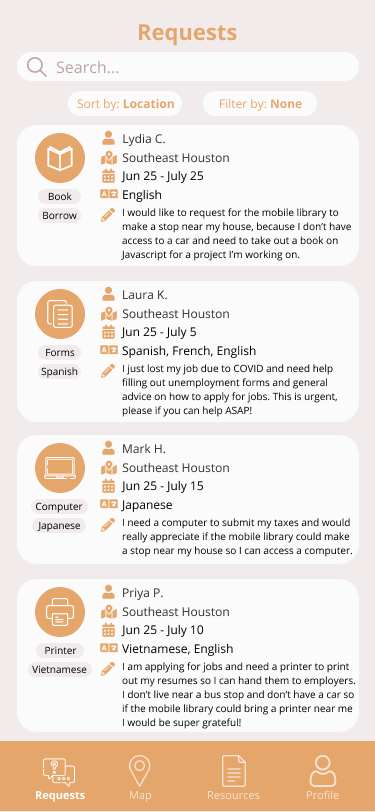 Requests
Search...
Sort by: Location
Filter by: None
Lydia C.
Southeast Houston
Jun 25 - July 25
English
Book
Borrow
I would like to request for the mobile library to
make a stop near my house, because I don't have
access to a car and need to take out a book on
Javascript for a project I'm working on.
Laura K.
Southeast Houston
Jun 25 - July 5
Spanish, French, English
Forms
Spanish
I just lost my job due to COVID and need help
filling out unemployment forms and general
advice on how to apply for jobs. This is urgent,
please if you can help ASAP!
Mark H.
Southeast Houston
Jun 25 - July 15
Japanese
Computer
Japanese
I need a computer to submit my taxes and would
really appreciate if the mobile library could make
a stop near my house so I can access a computer.
Priya P.
Southeast Houston
Jun 25 - July 10
Vietnamese, English
Printer
Vietnamese
I am applying for jobs and need a printer to print
out my resumes so I can hand them to employers.
I don't live near a bus stop and don't have a car so
if the mobile library could bring a printer near me
I would be super grateful!
Requests
Map
Resources
Profile